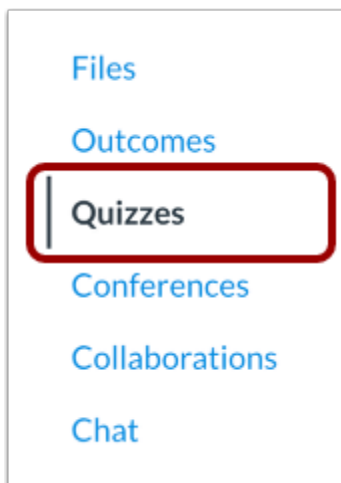 Files
Outcomes
Quizzes
Conferences
Collaborations
Chat